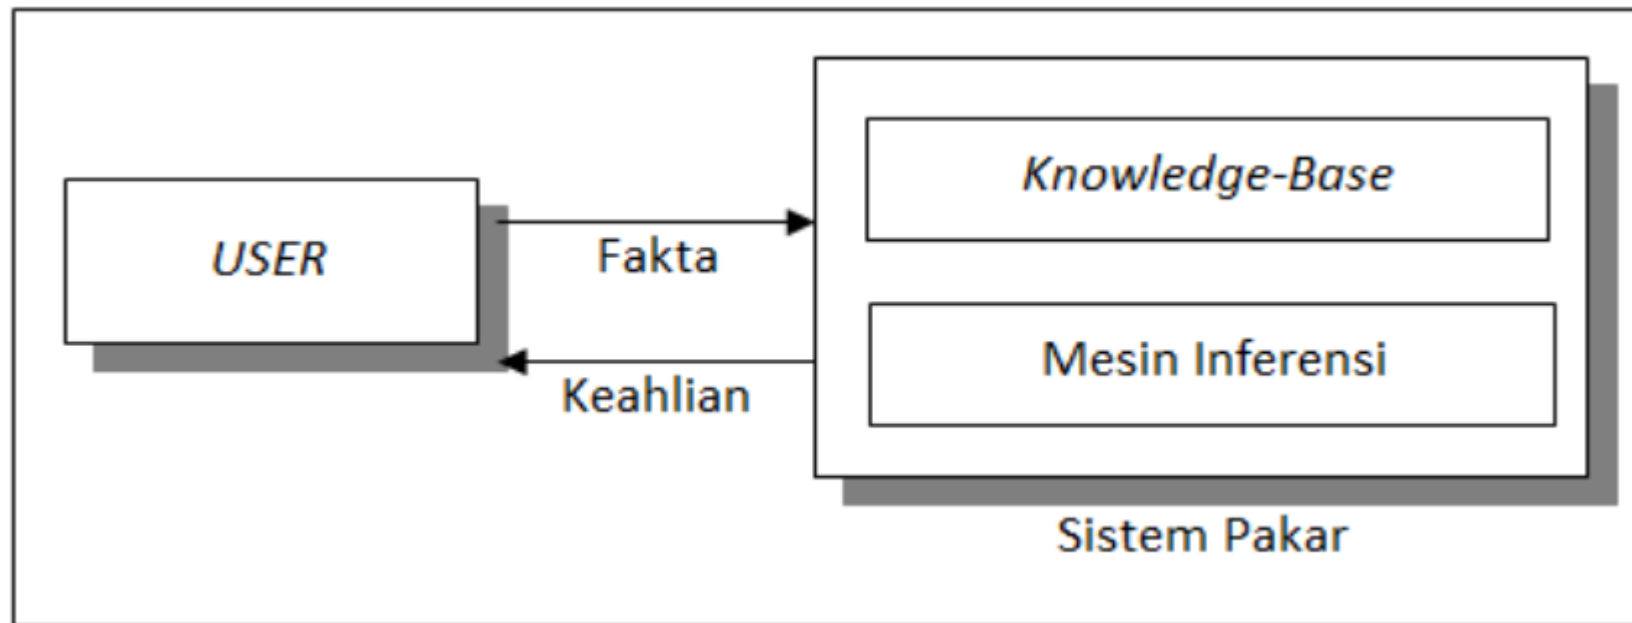 USER
Fakta
Keahlian
Knowledge-Base
Mesin Inferensi
Sistem Pakar